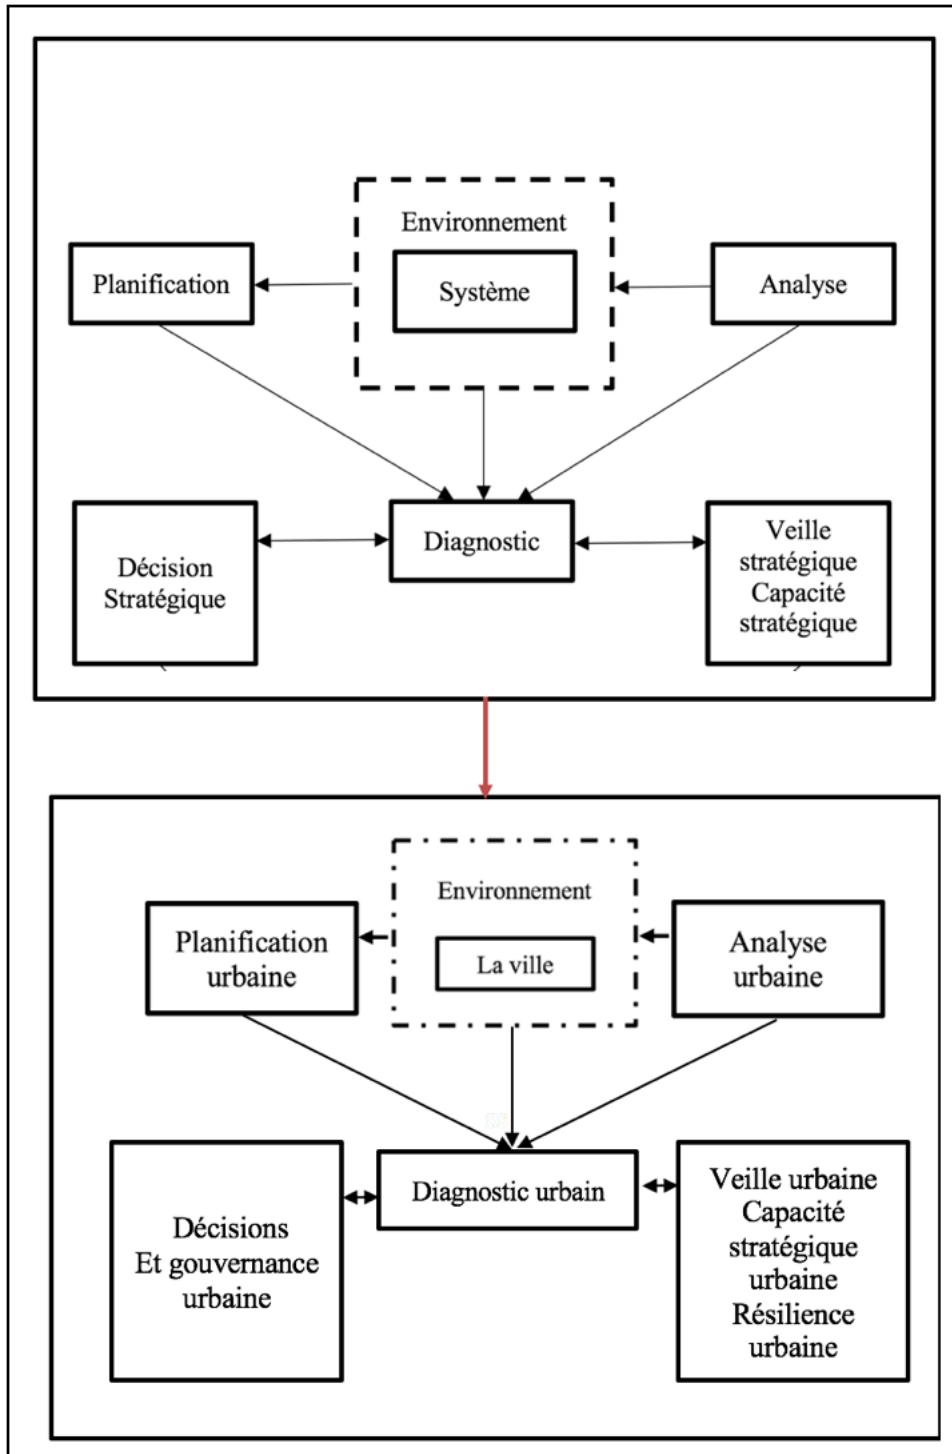 Environnement
Planification
Système
Analyse
Décision
Stratégique
Diagnostic
Veille
stratégique
Capacité
stratégique
Environnement
Planification
urbaine
La ville
Analyse
urbaine
Décisions
Et gouvernance
urbaine
Diagnostic urbain
Veille urbaine
Capacité
stratégique
urbaine
Résilience
urbaine